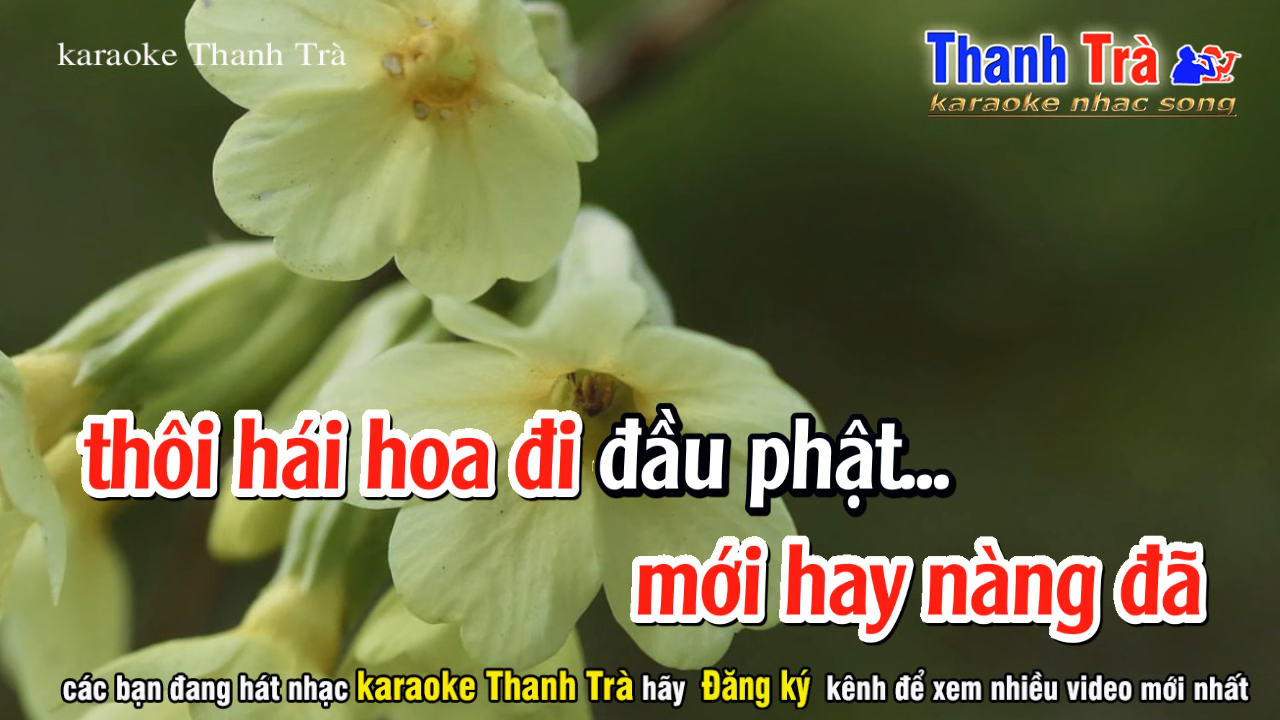 karaoke Thanh Trà
Thanh Trà
karaoke nhac song
thôi hái hoa đi đầu phật...
mới hay nàng đã
các bạn đang hát nhạc karaoke Thanh Trà hãy Đăng ký kênh để xem nhiều video mới nhất